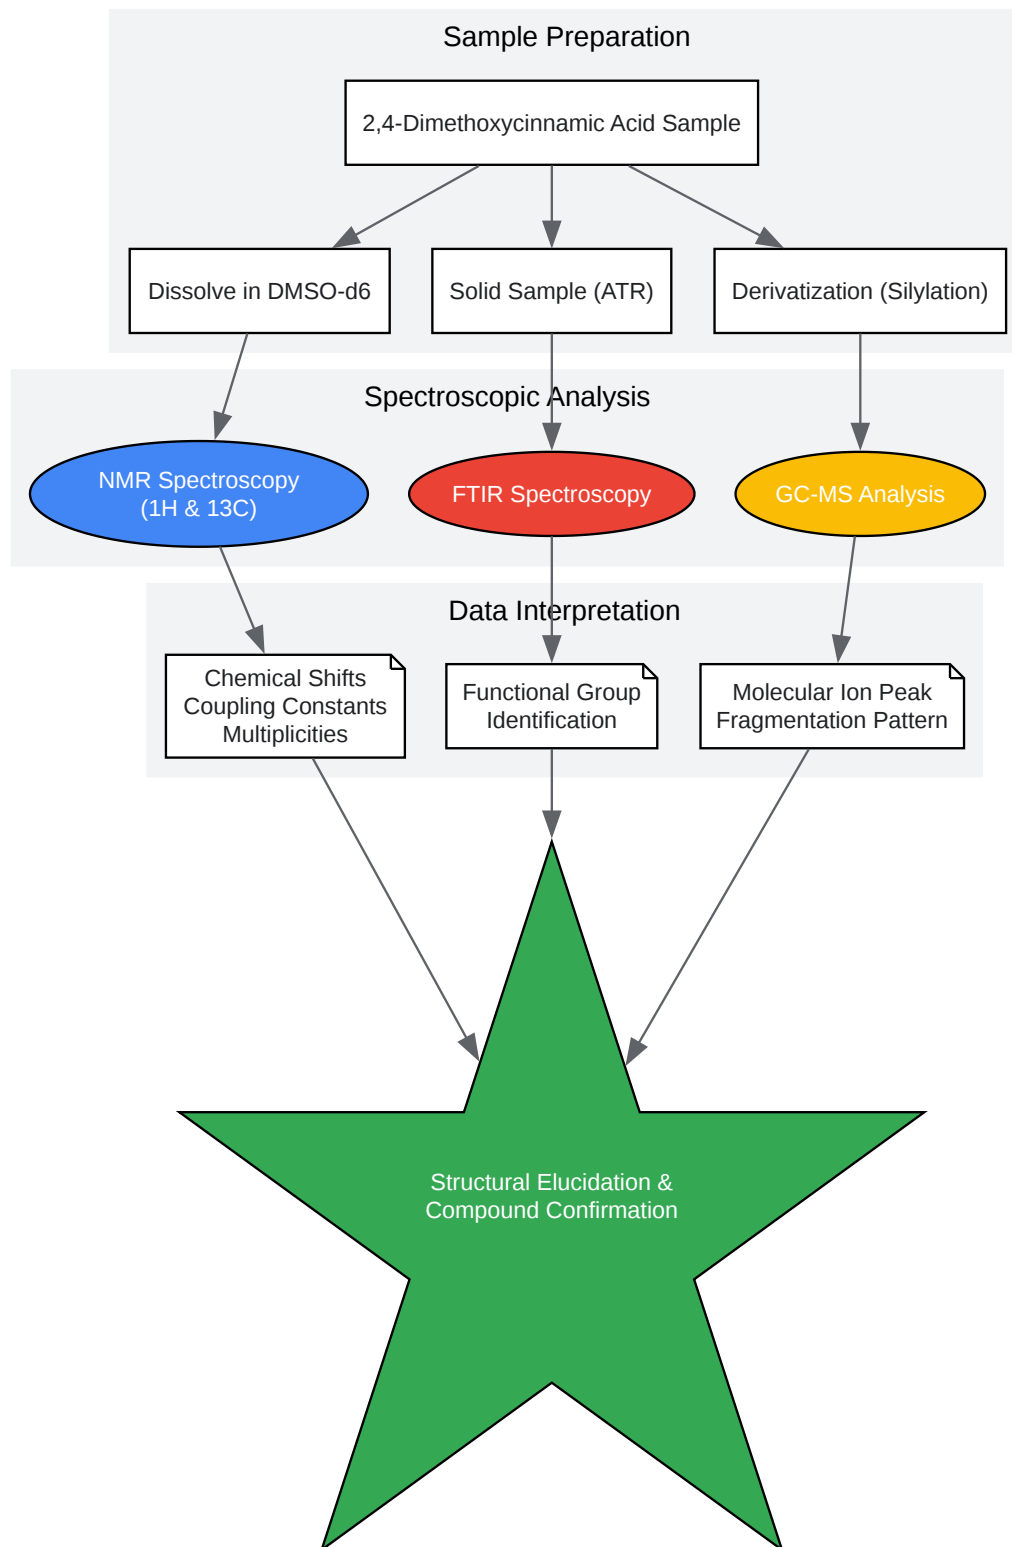 Sample Preparation
2,4-Dimethoxycinnamic Acid Sample
Dissolve in DMSO-d6
Solid Sample (ATR)
Derivatization (Silylation)
Spectroscopic Analysis
NMR Spectroscopy
(1H & 13C)
FTIR Spectroscopy
GC-MS Analysis
Data Interpretation
Chemical Shifts
Coupling Constants
Multiplicities
Functional Group
Identification
Molecular Ion Peak
Fragmentation Pattern
Structural Elucidation &
Compound Confirmation